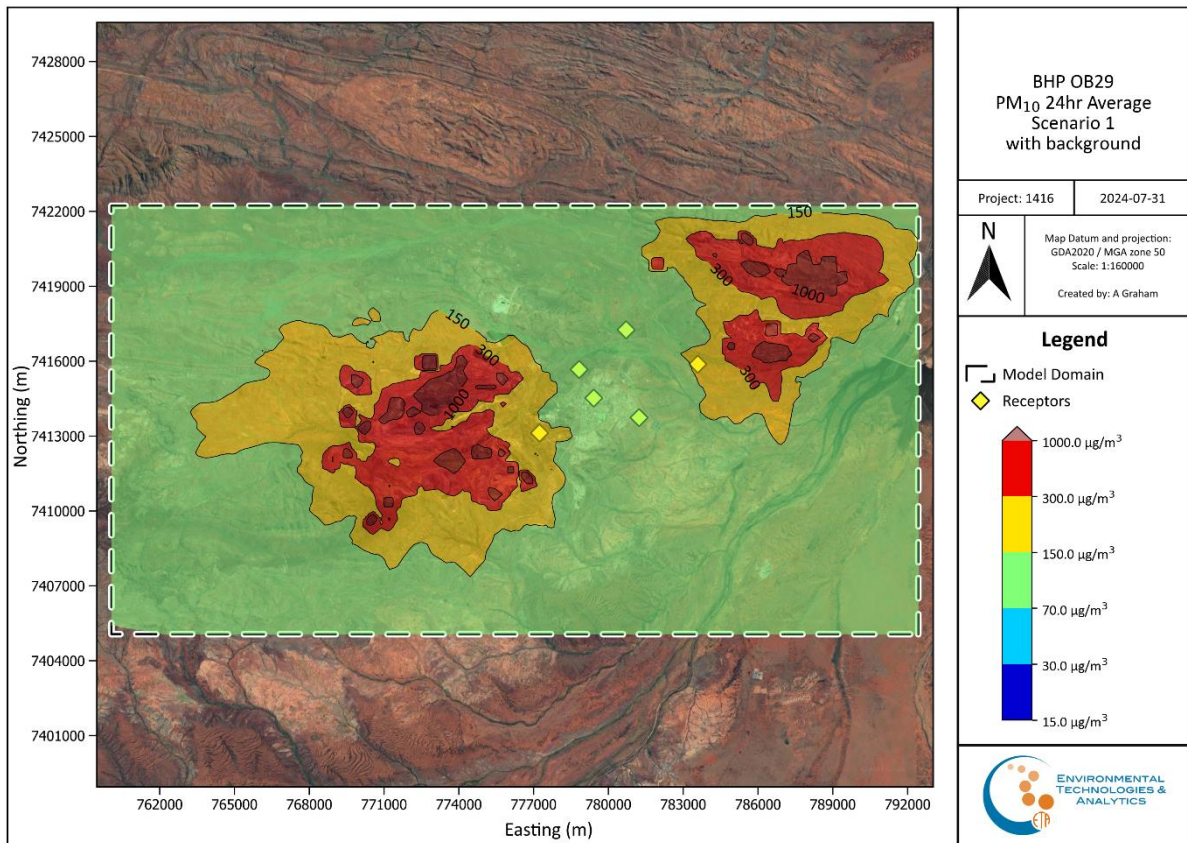 BHP OB29
PM10 24hr Average
Scenario 1
with background
Project: 1416
2024-07-31
N
Map Datum and projection:
GDA2020 / MGA zone 50
Scale: 1:160000
Created by: A Graham
Legend
Model Domain
Receptors
1000.0 µg/m³
300.0 µg/m³
150.0 µg/m³
70.0 µg/m³
30.0 µg/m³
15.0 µg/m³
ENVIRONMENTAL
TECHNOLOGIES &
ANALYTICS
ETA
Northing (m)
7428000
7425000
7422000
7419000
7416000
7413000
7410000
7407000
7404000
7401000
150
300
1000
300
150
300
1000
762000 765000 768000 771000 774000 777000 780000 783000 786000 789000 792000
Easting (m)